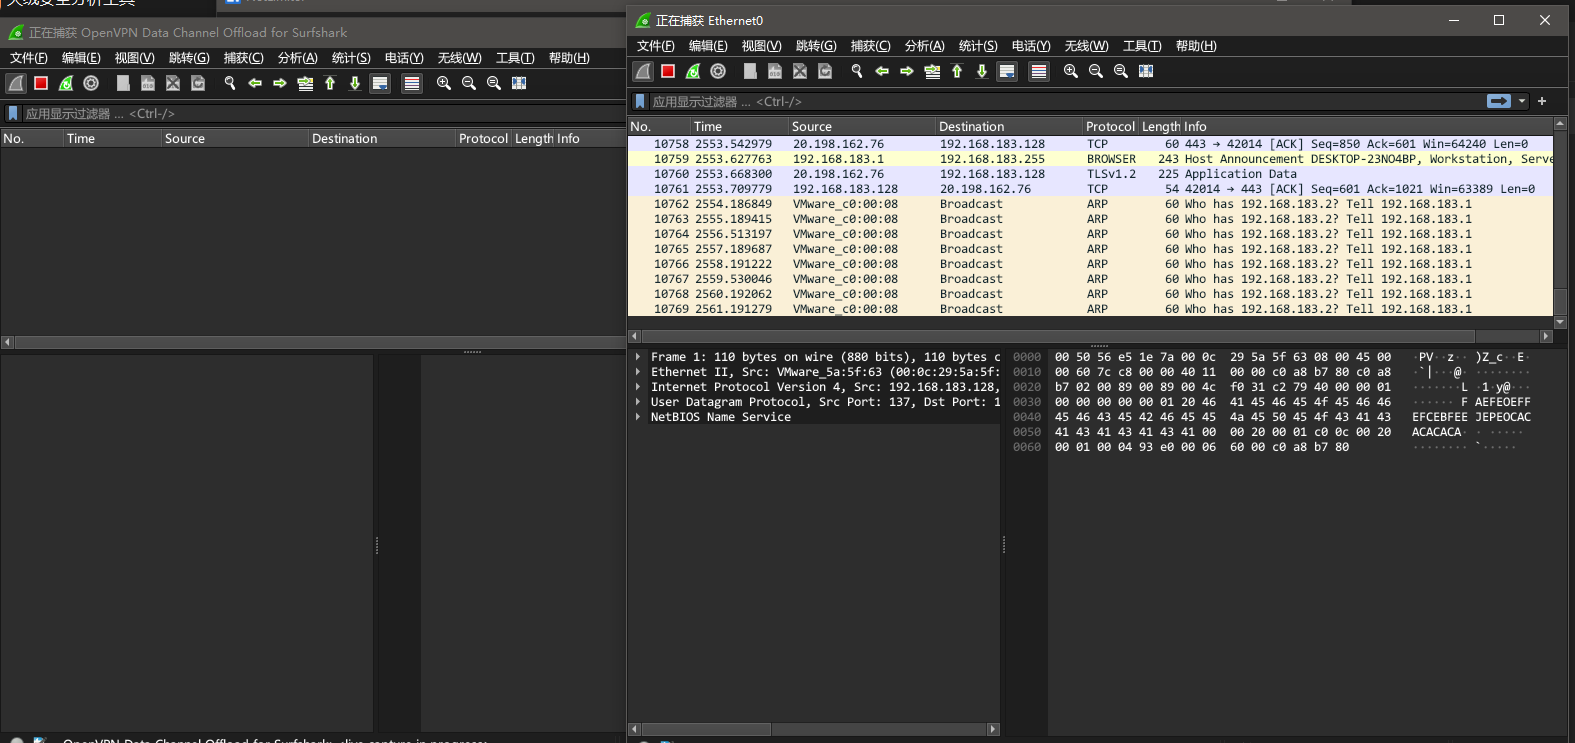 正在捕获 OpenVPN Data Channel Offload for Surfshark
文件(F) 编辑(E) 视图(V) 跳转(G) 捕获(C) 分析(A) 统计(S) 电话(Y) 无线(W) 工具(T) 帮助(H)
应用显示过滤器 … <Ctrl-/>
No. Time Source Destination Protocol Length Info
OpenVPN Data Channel Offload for Surfshark: <live capture in progress>
正在捕获 Ethernet0
文件(F) 编辑(E) 视图(V) 跳转(G) 捕获(C) 分析(A) 统计(S) 电话(Y) 无线(W) 工具(T) 帮助(H)
应用显示过滤器 … <Ctrl-/>
No. Time Source Destination Protocol Length Info
10758 2553.542979 20.198.162.76 192.168.183.128 TCP 60 443 → 42014 [ACK] Seq=850 Ack=601 Win=64240 Len=0
10759 2553.627763 192.168.183.1 192.168.183.255 BROWSER 243 Host Announcement DESKTOP-23NO4BP, Workstation, Serve
10760 2553.668300 20.198.162.76 192.168.183.128 TLSv1.2 225 Application Data
10761 2553.709779 192.168.183.128 20.198.162.76 TCP 54 42014 → 443 [ACK] Seq=601 Ack=1021 Win=63389 Len=0
10762 2554.186849 VMware_c0:00:08 Broadcast ARP 60 Who has 192.168.183.2? Tell 192.168.183.1
10763 2555.189415 VMware_c0:00:08 Broadcast ARP 60 Who has 192.168.183.2? Tell 192.168.183.1
10764 2556.513197 VMware_c0:00:08 Broadcast ARP 60 Who has 192.168.183.2? Tell 192.168.183.1
10765 2557.189687 VMware_c0:00:08 Broadcast ARP 60 Who has 192.168.183.2? Tell 192.168.183.1
10766 2558.191222 VMware_c0:00:08 Broadcast ARP 60 Who has 192.168.183.2? Tell 192.168.183.1
10767 2559.530046 VMware_c0:00:08 Broadcast ARP 60 Who has 192.168.183.2? Tell 192.168.183.1
10768 2560.192062 VMware_c0:00:08 Broadcast ARP 60 Who has 192.168.183.2? Tell 192.168.183.1
10769 2561.191279 VMware_c0:00:08 Broadcast ARP 60 Who has 192.168.183.2? Tell 192.168.183.1
Frame 1: 110 bytes on wire (880 bits), 110 bytes c
Ethernet II, Src: VMware_5a:5f:63 (00:0c:29:5a:5f:
Internet Protocol Version 4, Src: 192.168.183.128,
User Datagram Protocol, Src Port: 137, Dst Port: 1
NetBIOS Name Service
0000 00 50 56 e5 1e 7a 00 0c 29 5a 5f 63 08 00 45 00 ·PV··z·· )Z_c··E·
0010 00 60 7c c8 00 00 40 11 00 00 c0 a8 b7 80 c0 a8 ·`|···@· ········
0020 b7 02 00 89 00 89 00 4c f0 31 c2 79 40 00 00 01 ·······L ·1·y@···
0030 00 00 00 00 00 01 20 46 41 45 46 45 4f 45 46 46 ······ F AEFEOEFF
0040 45 46 43 45 42 46 45 45 4a 45 50 45 4f 43 41 43 EFCEBFEE JEPEOCAC
0050 41 43 41 43 41 43 41 00 00 20 00 01 c0 0c 00 20 ACACACA· · ·····
0060 00 01 00 04 93 e0 00 06 60 00 c0 a8 b7 80 ········ `·····